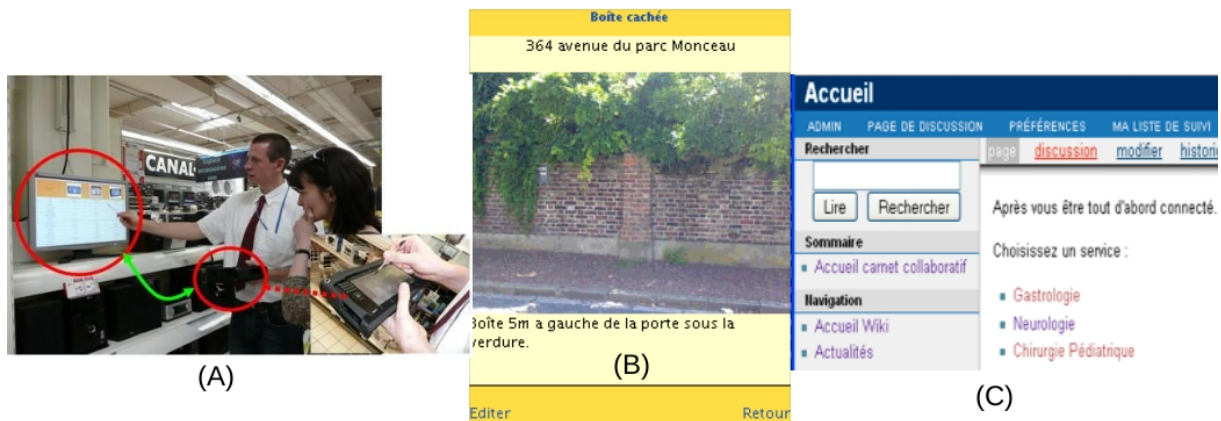 CANAL+
(A)
Boîte cachée
364 avenue du parc Monceau
Boîte 5m a gauche de la porte sous la
verdure.
(B)
Editer
Retour
Accueil
ADMIN PAGE DE DISCUSSION PRÉFÉRENCES MA LISTE DE SUIVI
Rechercher
page discussion modifier historic
Lire Rechercher
Après vous être tout d'abord connecté.
Sommaire
Choisissez un service :
Accueil carnet collaboratif
Gastrologie
Navigation
Accueil Wiki
Neurologie
Actualités
Chirurgie Pédiatrique
(C)